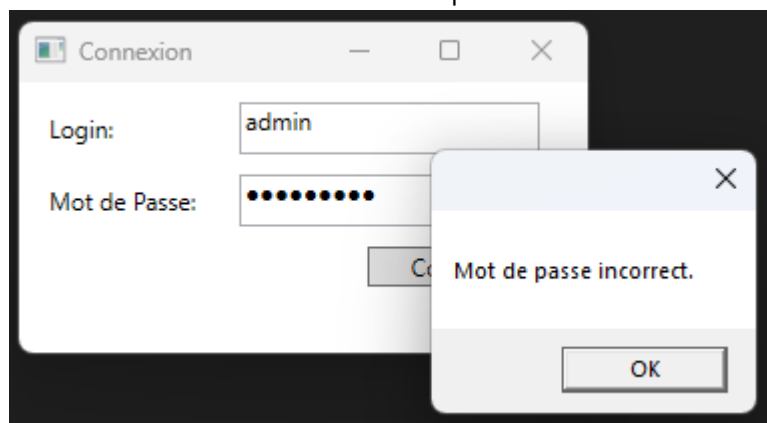 Connexion
Login:
admin
Mot de Passe:
Mot de passe incorrect.
OK